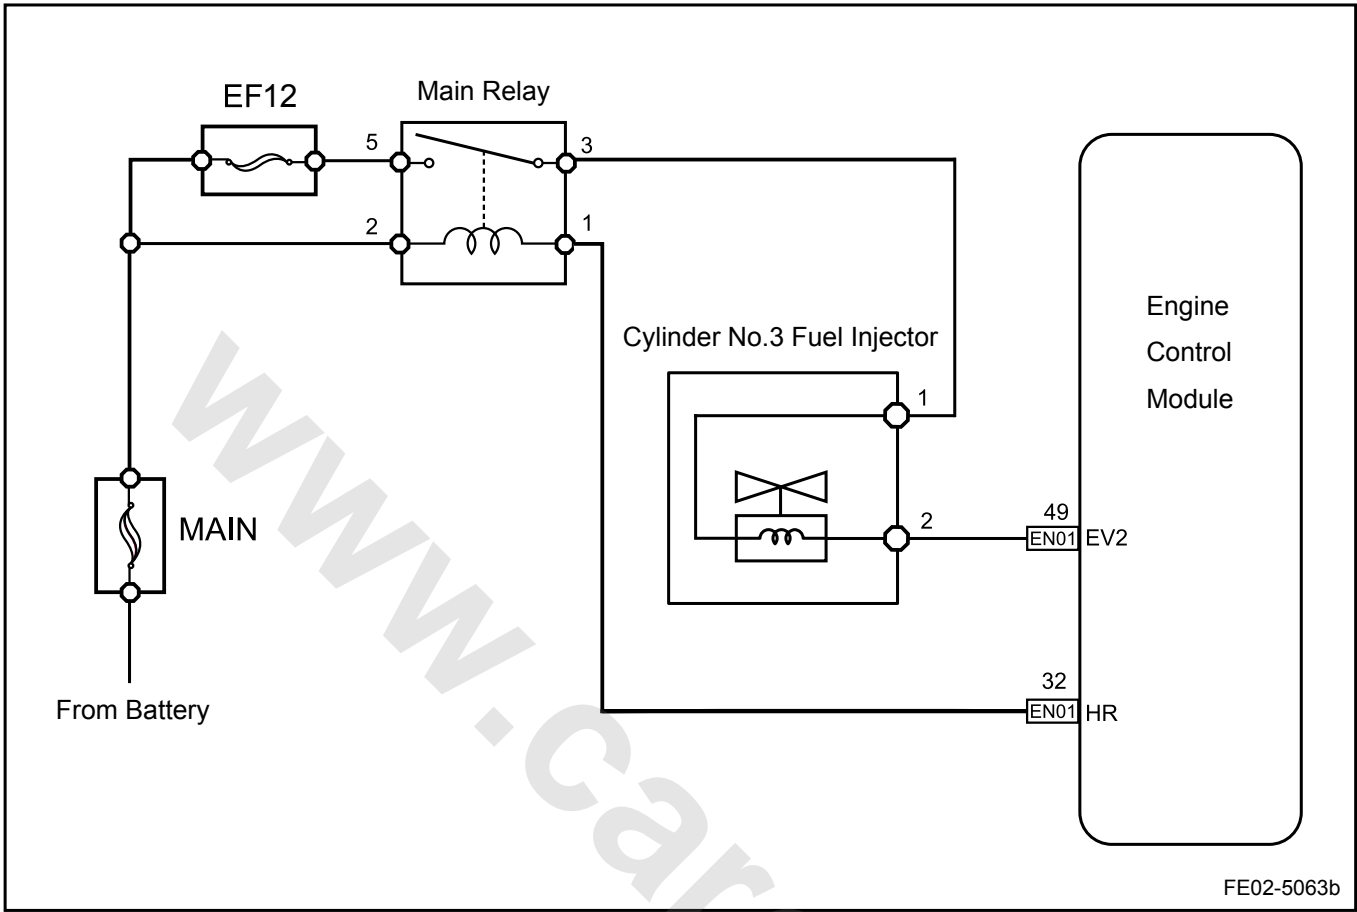 EF12
Main Relay
5
3
2
1
Engine
Control
Module
Cylinder No.3 Fuel Injector
1
2
MAIN
49
EN01 EV2
32
EN01 HR
From Battery
www.car
FE02-5063b